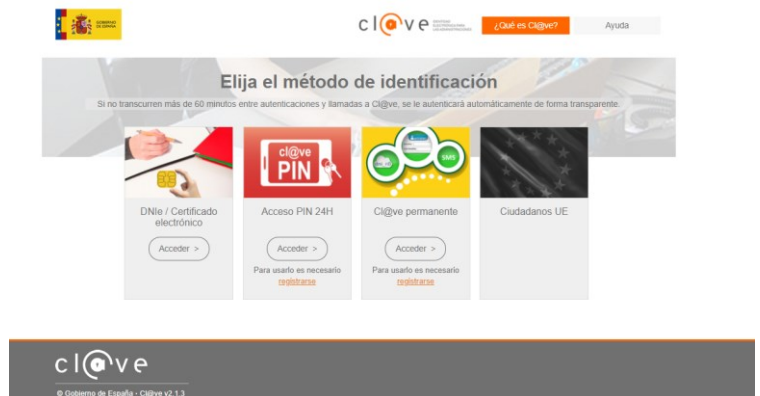 GOBIERNO
DE ESPAÑA
cl@ve
¿Qué es Cl@ve?
Ayuda
Elija el método de identificación
Si no transcurren más de 60 minutos entre autenticaciones y llamadas a Cl@ve, se le autenticará automáticamente de forma transparente.
cl@ve
PIN
SMS
DNIe / Certificado
electrónico
Acceder >
Acceso PIN 24H
Acceder >
Para usarlo es necesario
registrarse
Cl@ve permanente
Acceder >
Para usarlo es necesario
registrarse
Ciudadanos UE
cl@ve
© Gobierno de España - Cl@ve v2.1.3